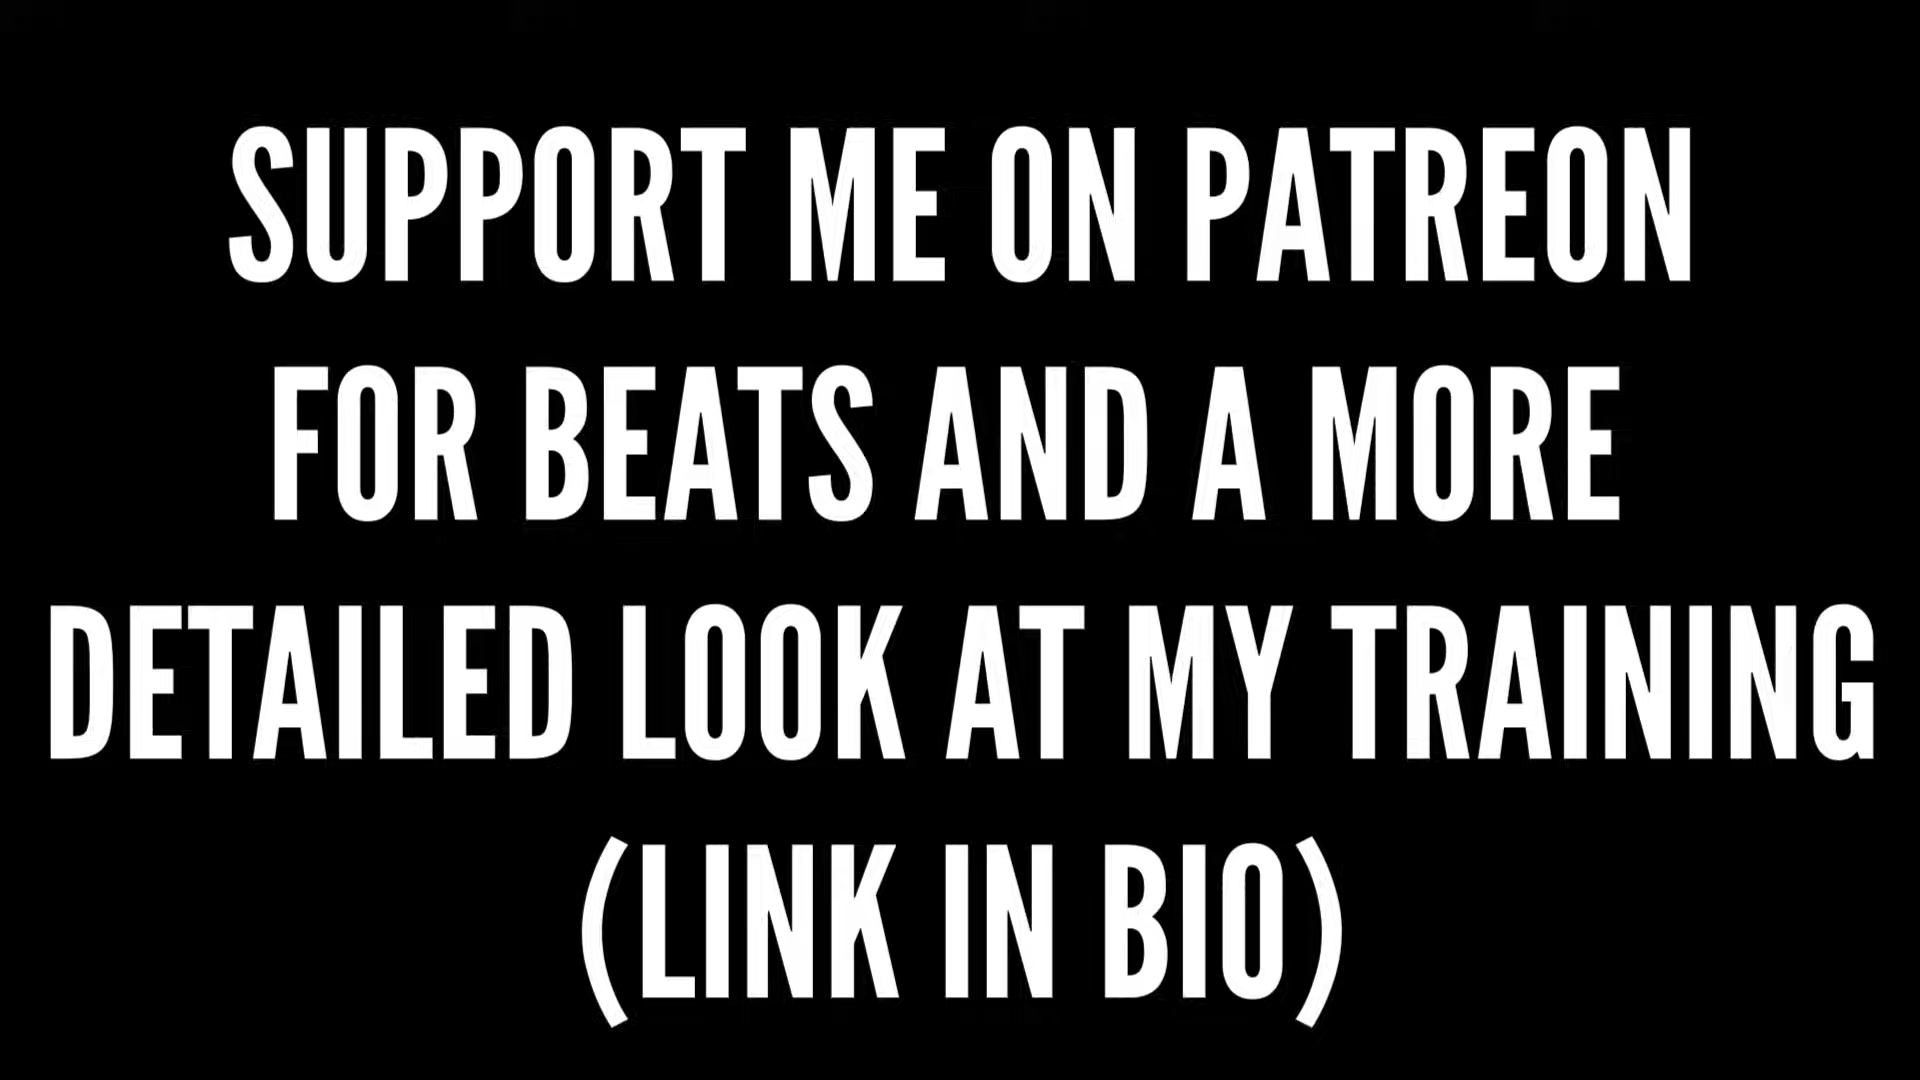 SUPPORT ME ON PATREON
FOR BEATS AND A MORE
DETAILED LOOK AT MY TRAINING
(LINK IN BIO)